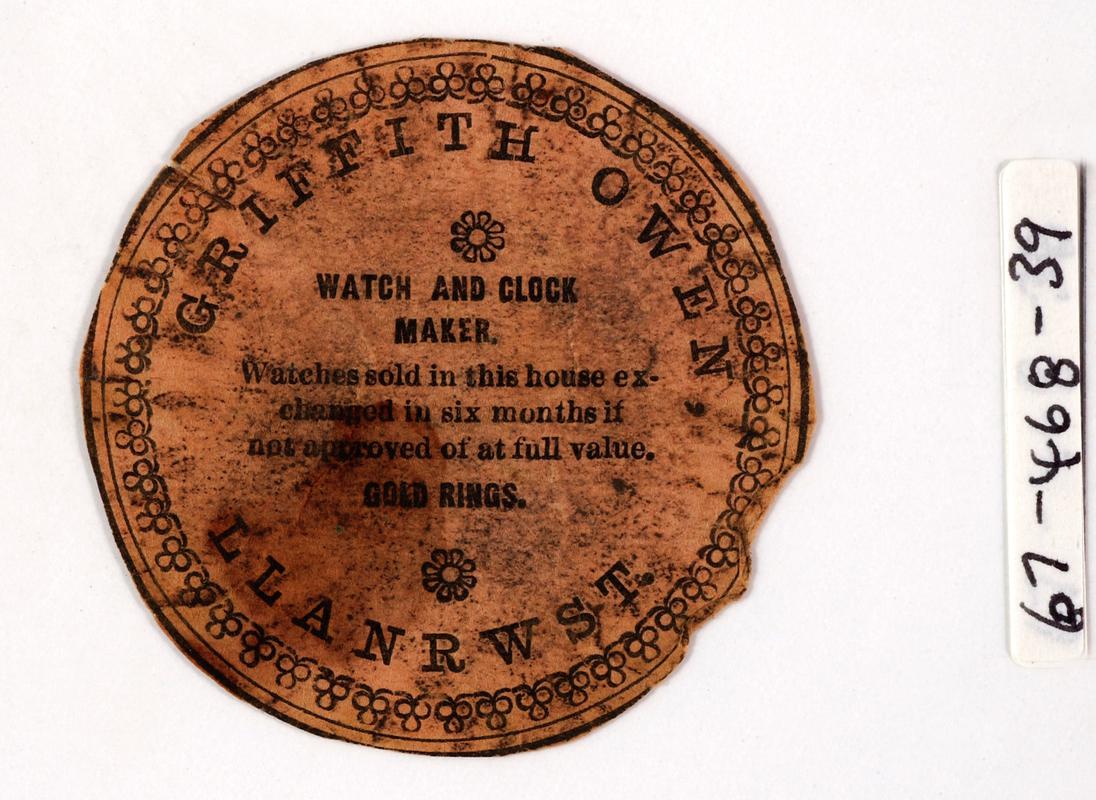 GRIFFITH OWEN
WATCH AND CLOCK
MAKER.
Watches sold in this house ex-
changed in six months if
not approved of at full value.
GOLD RINGS.
LLANRWST.
67-468-39